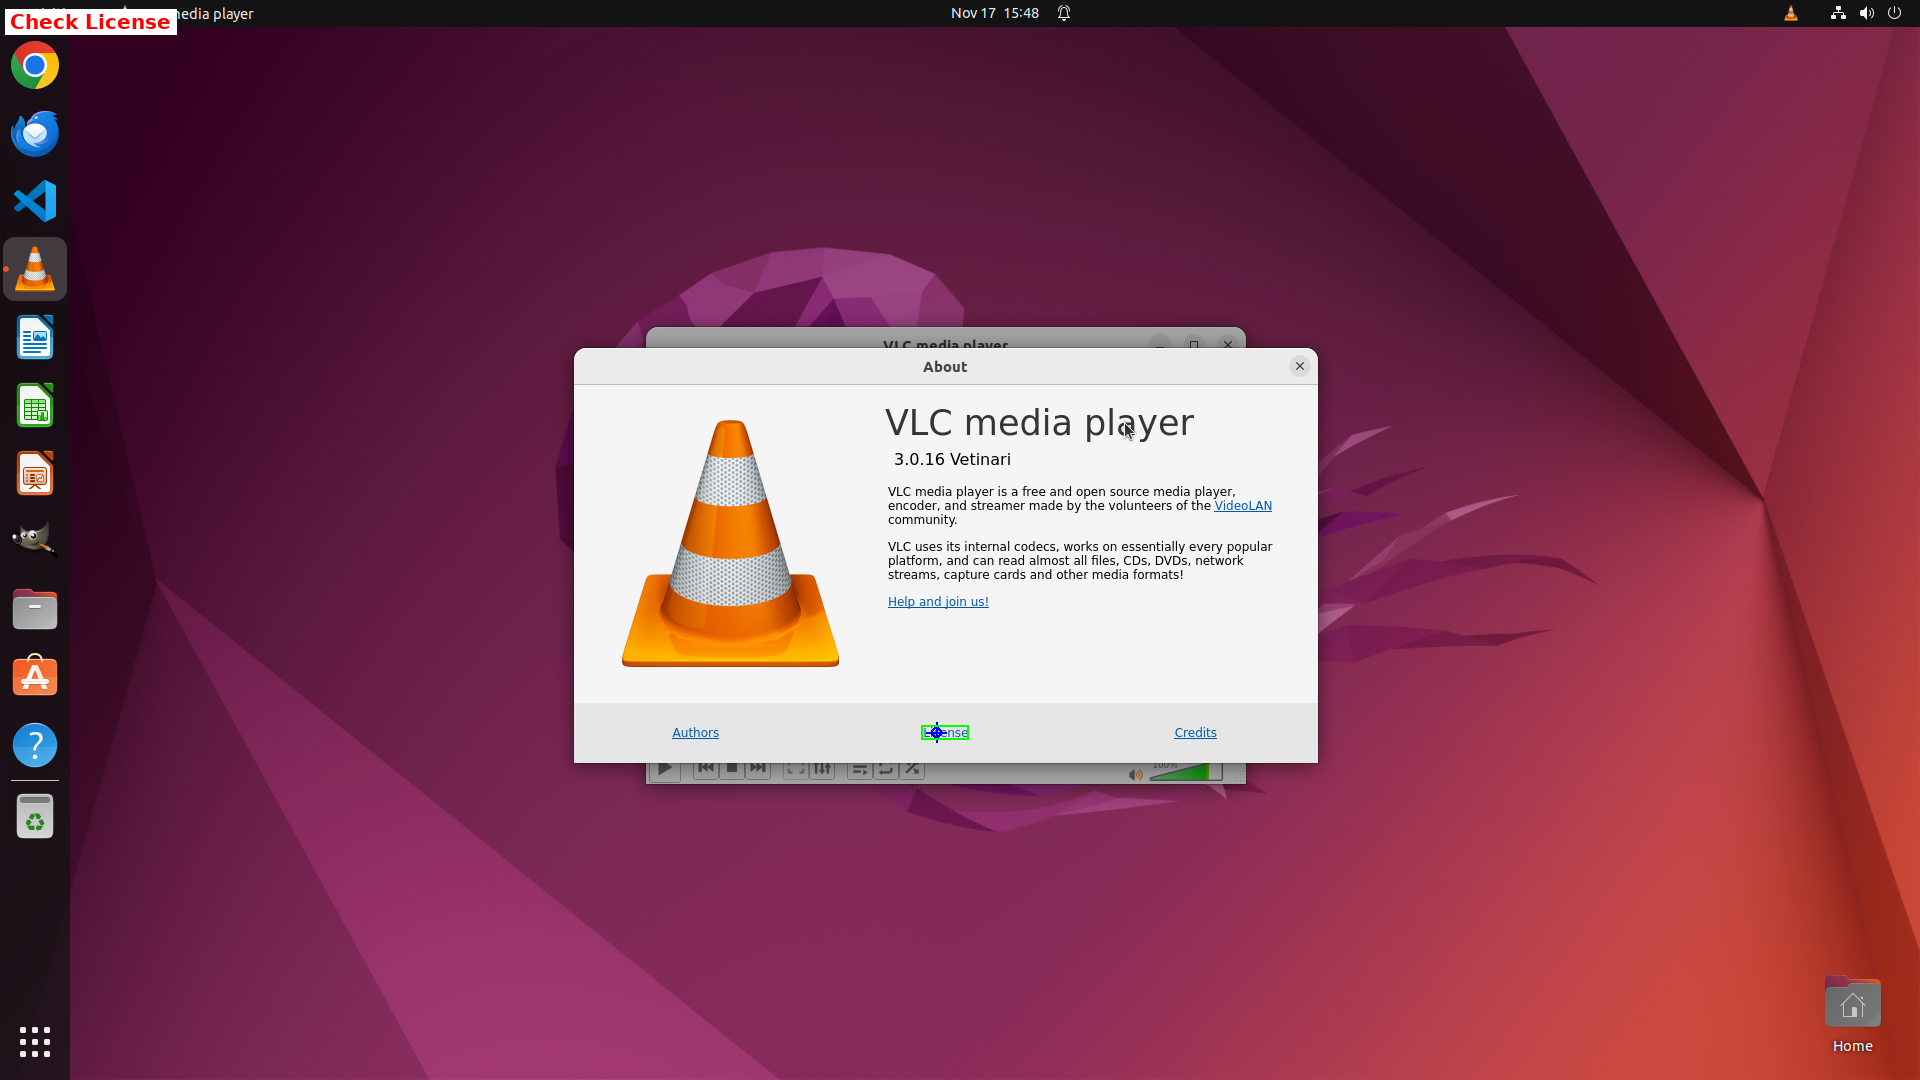 Check License
media player
Nov 17 15:48
VLC media player
About
VLC media player
3.0.16 Vetinari
VLC media player is a free and open source media player,
encoder, and streamer made by the volunteers of the VideoLAN
community.
VLC uses its internal codecs, works on essentially every popular
platform, and can read almost all files, CDs, DVDs, network
streams, capture cards and other media formats!
Help and join us!
Authors
License
Credits
100%
Home